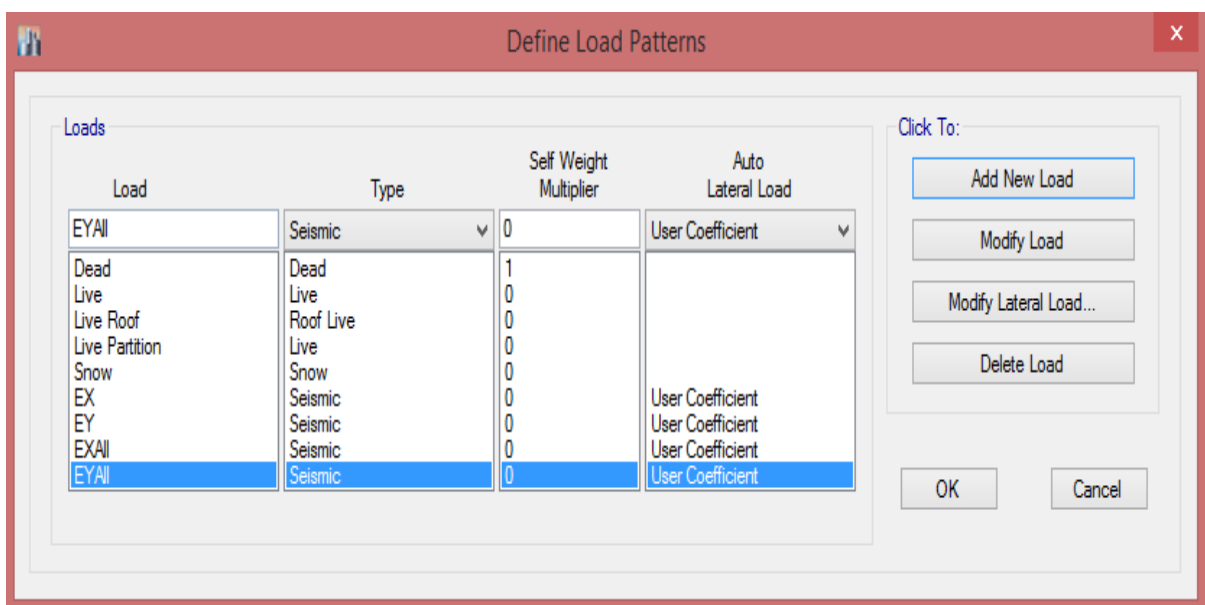 Define Load Patterns
x
Loads
Click To:
Load Type Self Weight Multiplier Auto Lateral Load
EYAll Seismic 0 User Coefficient
Dead Dead 1
Live Live 0
Live Roof Roof Live 0
Live Partition Live 0
Snow Snow 0
EX Seismic 0 User Coefficient
EY Seismic 0 User Coefficient
EXAll Seismic 0 User Coefficient
EYAll Seismic 0 User Coefficient
Add New Load
Modify Load
Modify Lateral Load...
Delete Load
OK Cancel